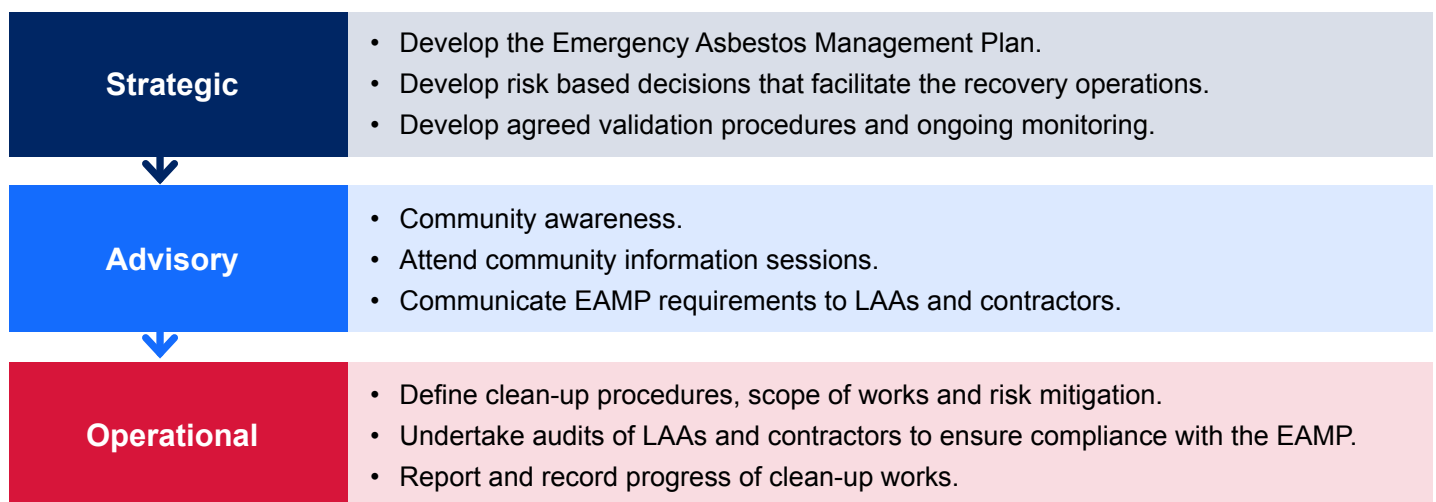 Strategic
• Develop the Emergency Asbestos Management Plan.
• Develop risk based decisions that facilitate the recovery operations.
• Develop agreed validation procedures and ongoing monitoring.
Advisory
• Community awareness.
• Attend community information sessions.
• Communicate EAMP requirements to LAAs and contractors.
Operational
• Define clean-up procedures, scope of works and risk mitigation.
• Undertake audits of LAAs and contractors to ensure compliance with the EAMP.
• Report and record progress of clean-up works.